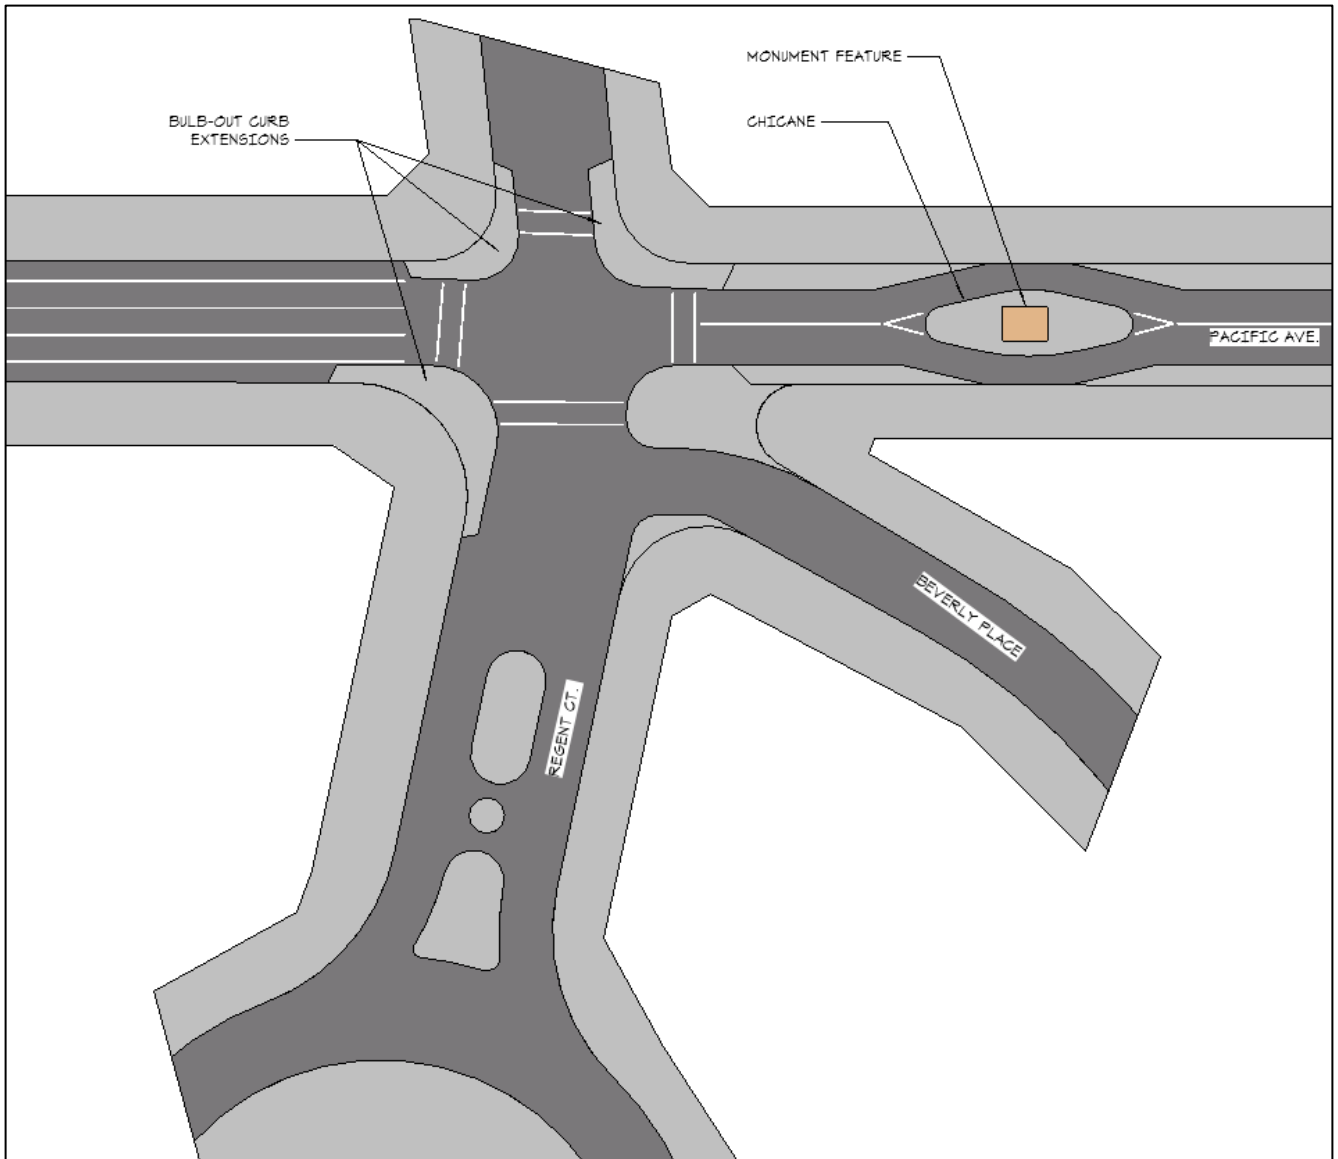 MONUMENT FEATURE
BULB-OUT CURB
EXTENSIONS
CHICANE
PACIFIC AVE.
BEVERLY PLACE
REGENT CT.